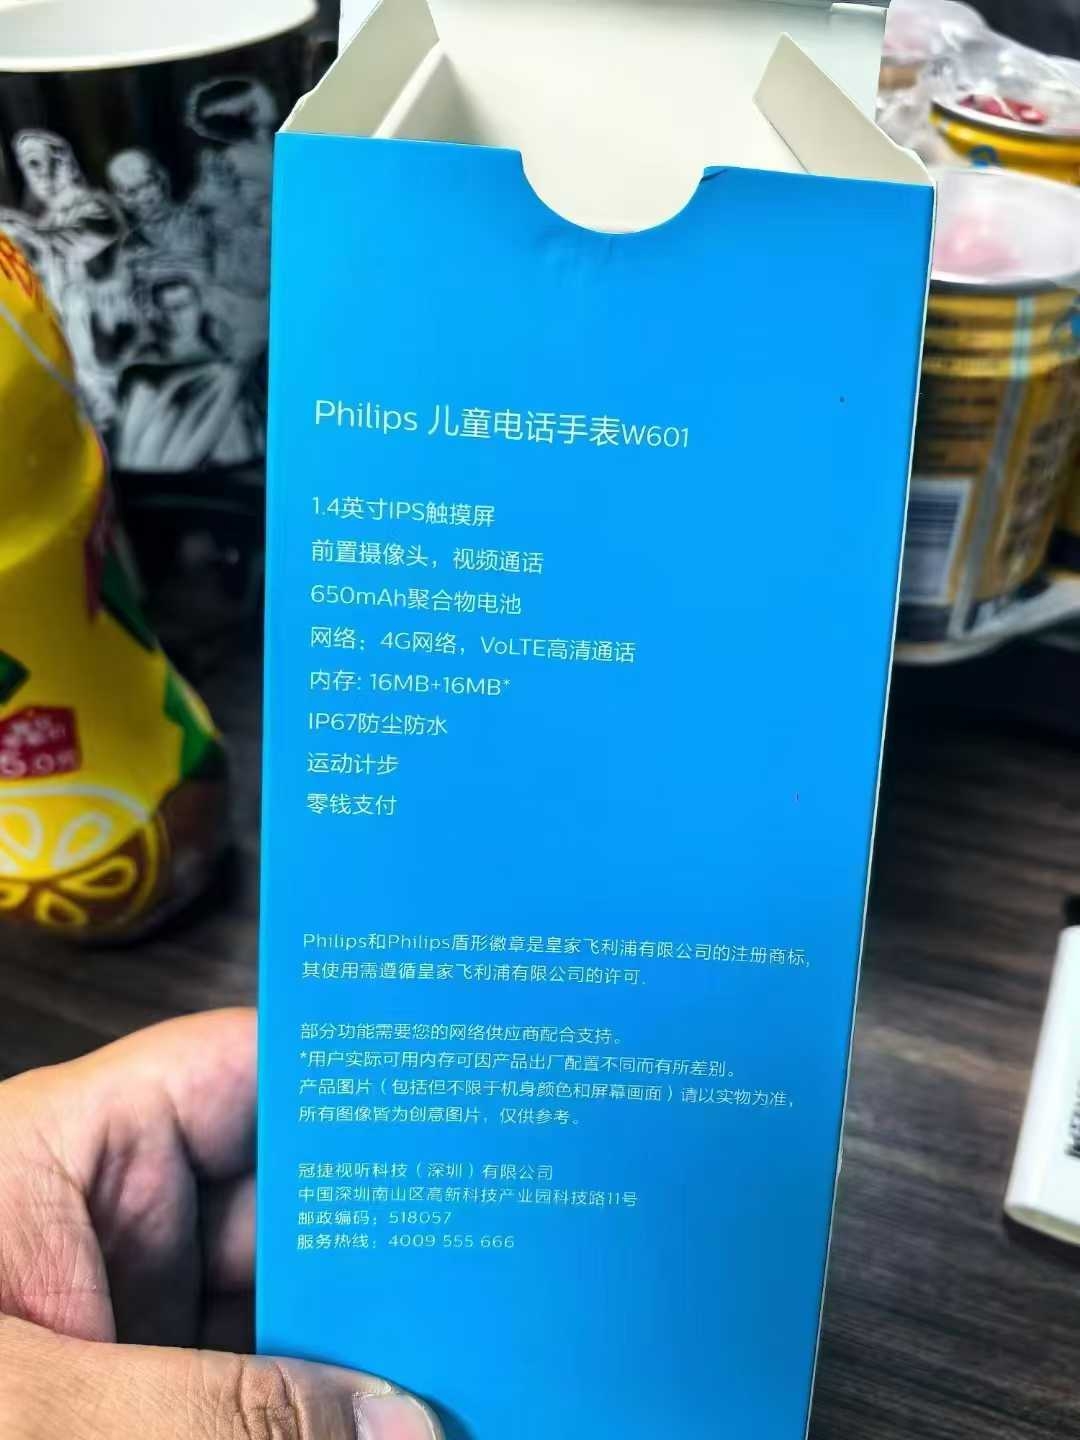 Philips 儿童电话手表W601
1.4英寸IPS触摸屏
前置摄像头，视频通话
650mAh聚合物电池
网络：4G网络，VoLTE高清通话
内存: 16MB+16MB*
IP67防尘防水
运动计步
零钱支付
Philips和Philips盾形徽章是皇家飞利浦有限公司的注册商标，
其使用需遵循皇家飞利浦有限公司的许可.
部分功能需要您的网络供应商配合支持。
*用户实际可用内存可因产品出厂配置不同而有所差别。
产品图片（包括但不限于机身颜色和屏幕画面）请以实物为准，
所有图像皆为创意图片，仅供参考。
冠捷视听科技（深圳）有限公司
中国深圳南山区高新科技产业园科技路11号
邮政编码：518057
服务热线：4009 555 666